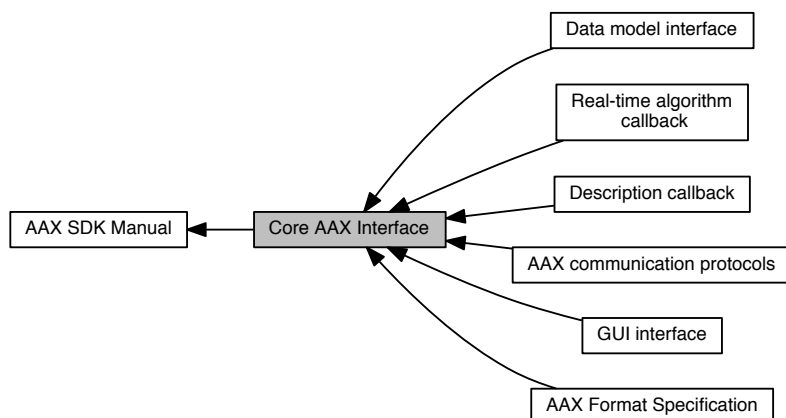 Data model interface
Real-time algorithm
callback
Description callback
AAX SDK Manual
Core AAX Interface
AAX communication protocols
GUI interface
AAX Format Specification